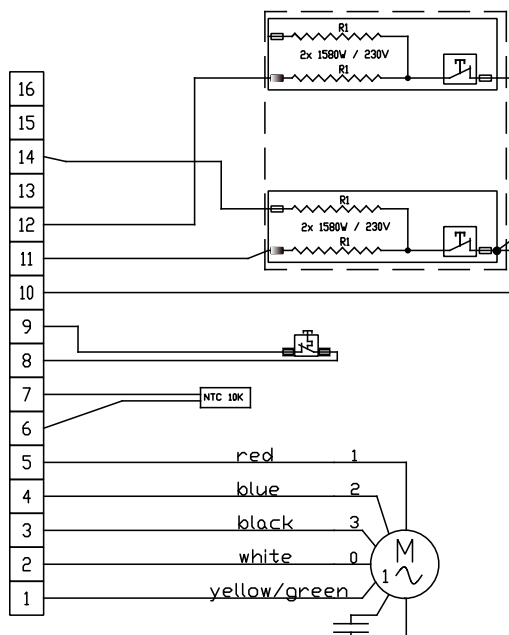 R1
2x 1580W / 230V
R1
16
15
14
13
12
11
10
9
8
7
6
5
4
3
2
1
R1
2x 1580W / 230V
R1
NTC 10K
red 1
blue 2
black 3
white 0
yellow/green
M
1